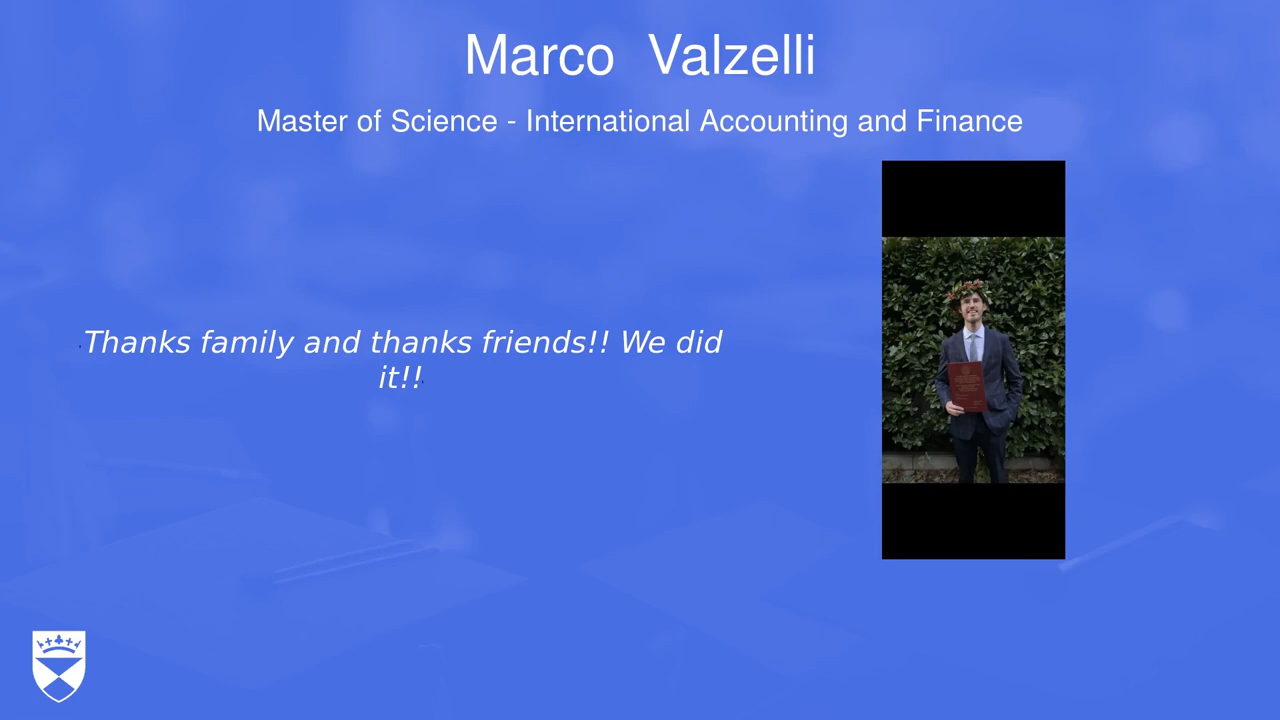 Marco Valzelli
Master of Science - International Accounting and Finance
Thanks family and thanks friends!! We did
it!!